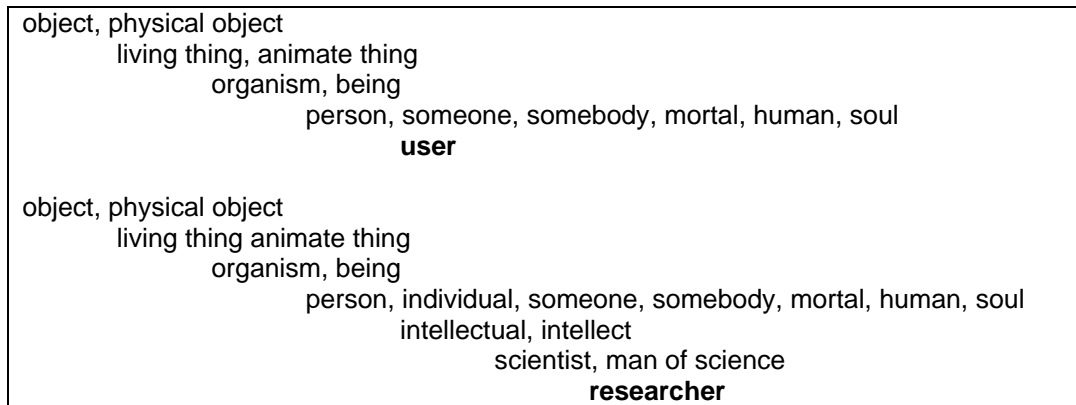 object, physical object
living thing, animate thing
organism, being
person, someone, somebody, mortal, human, soul
user
object, physical object
living thing animate thing
organism, being
person, individual, someone, somebody, mortal, human, soul
intellectual, intellect
scientist, man of science
researcher